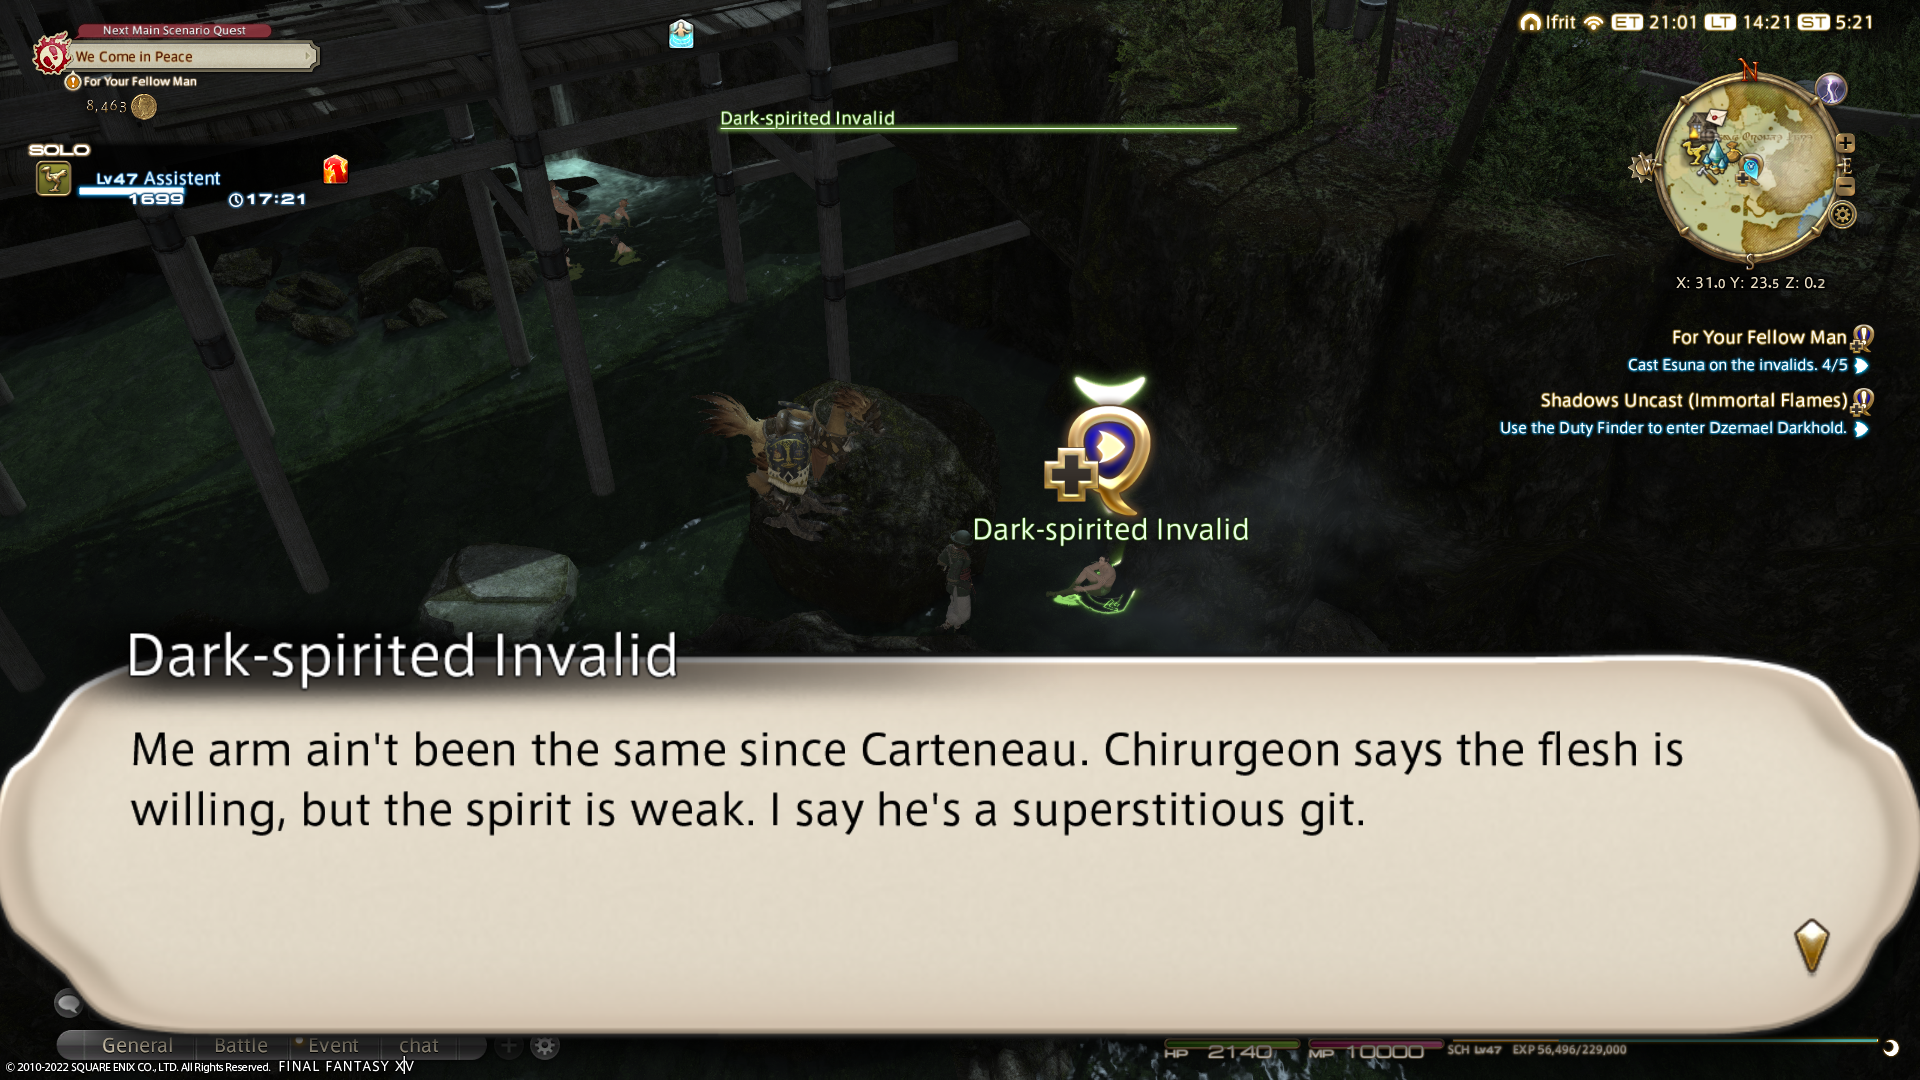 Next Main Scenario Quest
We Come in Peace
For Your Fellow Man
8,463
SOLO
Lv47 Assistent
1699
17:21
Dark-spirited Invalid
Ifrit ET 21:01 LT 14:21 ST 5:21
N
E
S
W
X: 31.0 Y: 23.5 Z: 0.2
For Your Fellow Man
Cast Esuna on the invalids. 4/5
Shadows Uncast (Immortal Flames)
Use the Duty Finder to enter Dzemael Darkhold.
Dark-spirited Invalid
Dark-spirited Invalid
Me arm ain't been the same since Carteneau. Chirurgeon says the flesh is
willing, but the spirit is weak. I say he's a superstitious git.
General Battle Event chat
HP 2140 MP 10000 SCH Lv47 EXP 56,496/229,000
© 2010-2022 SQUARE ENIX CO., LTD. All Rights Reserved. FINAL FANTASY XIV